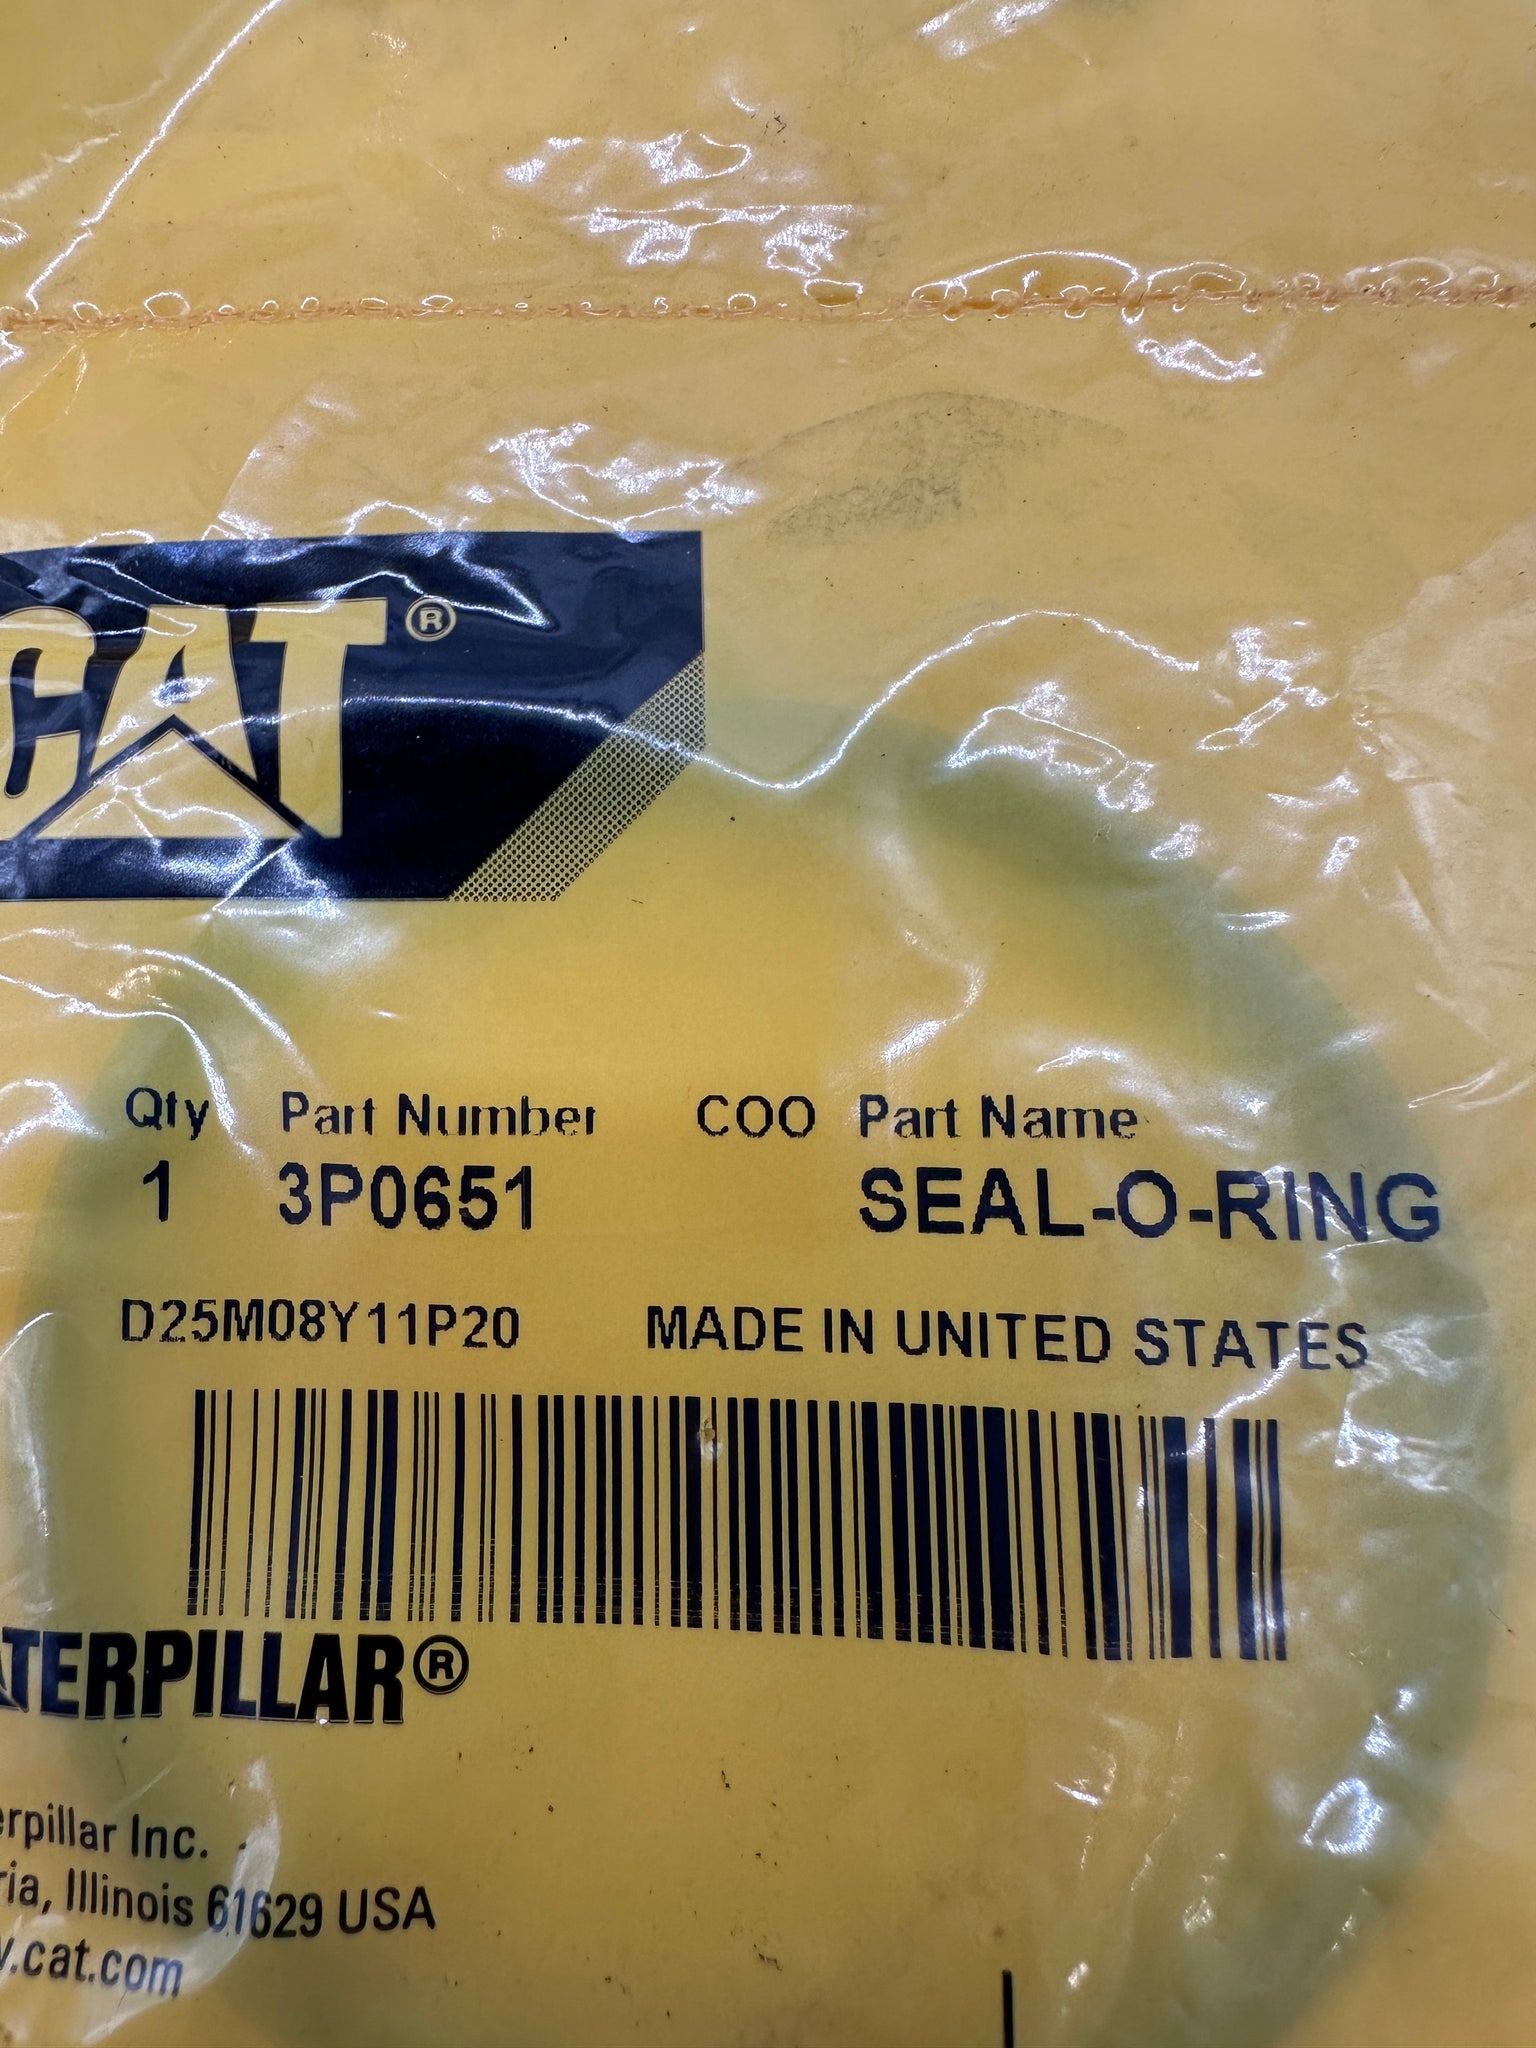 CAT®
Qty Part Number COO Part Name
1 3P0651 SEAL-O-RING
D25M08Y11P20 MADE IN UNITED STATES
ATERPILLAR®
erpillar Inc.
ria, Illinois 61629 USA
w.cat.com